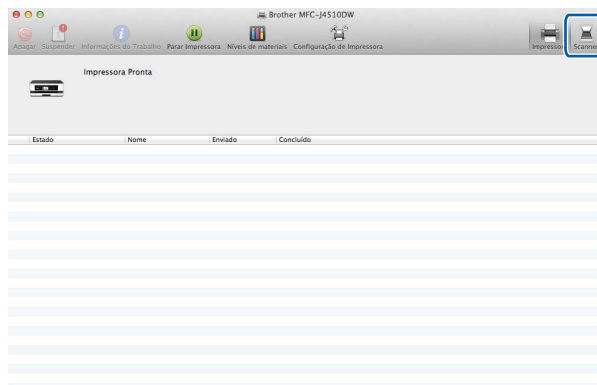 Brother MFC-J4510DW
Apagar Suspender Informações do Trabalho Parar Impressora Níveis de materiais Configuração de Impressora Impressor Scanner
Impressora Pronta
Estado Nome Enviado Concluído